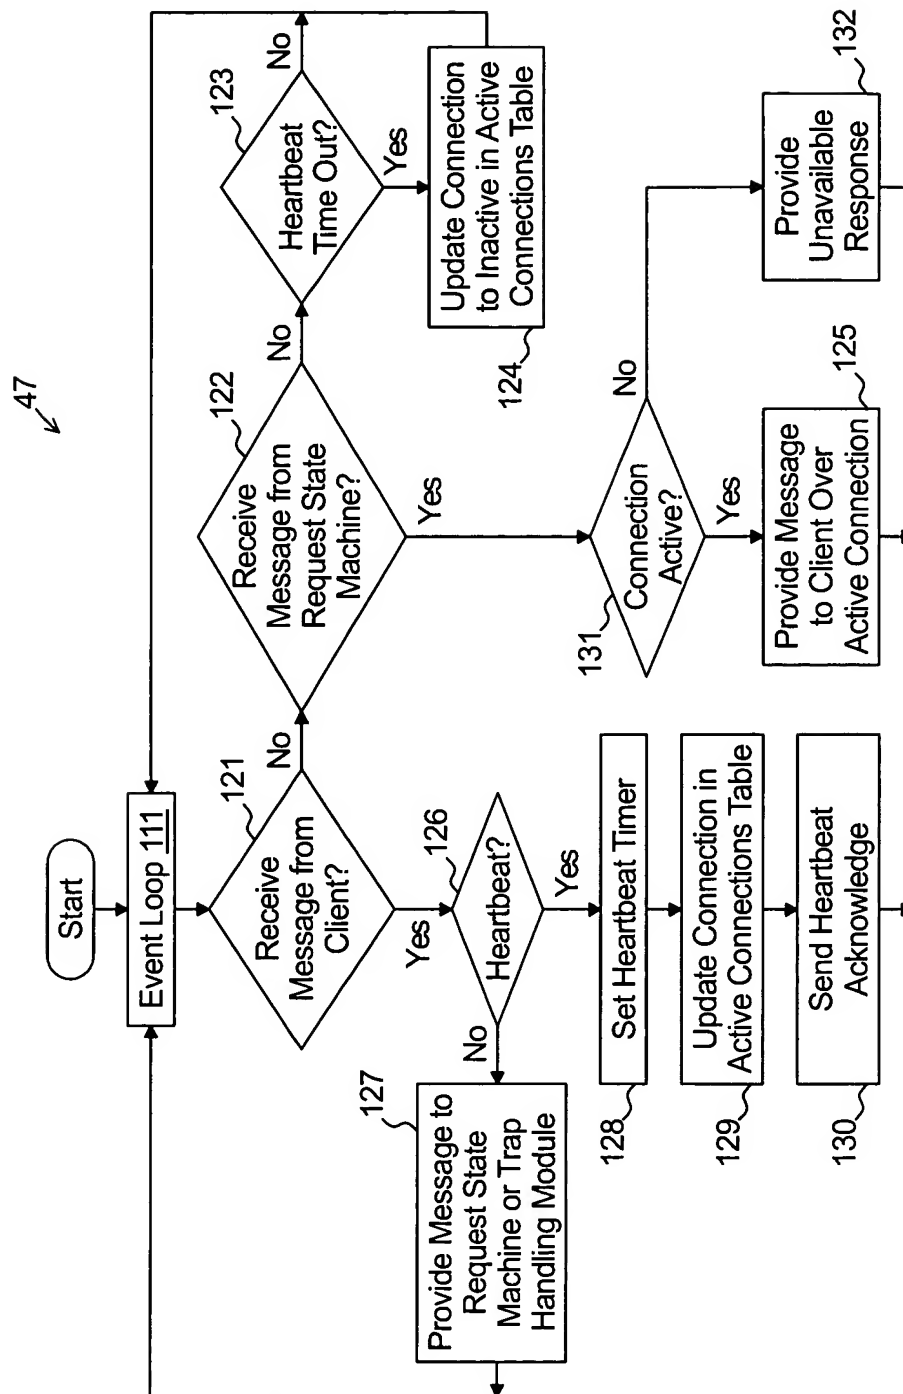 47
Start
Event Loop 111
121
Receive
Message from
Client?
No
Yes
122
Receive
Message from
Request State
Machine?
No
Yes
123
Heartbeat
Time Out?
No
Yes
Update Connection
to Inactive in Active
Connections Table
124
126
Heartbeat?
No
Yes
127
Provide Message to
Request State
Machine or Trap
Handling Module
Set Heartbeat Timer
128
Update Connection in
Active Connections Table
129
Send Heartbeat
Acknowledge
130
131
Connection
Active?
No
Yes
Provide Message
to Client Over
Active Connection
125
Provide
Unavailable
Response
132